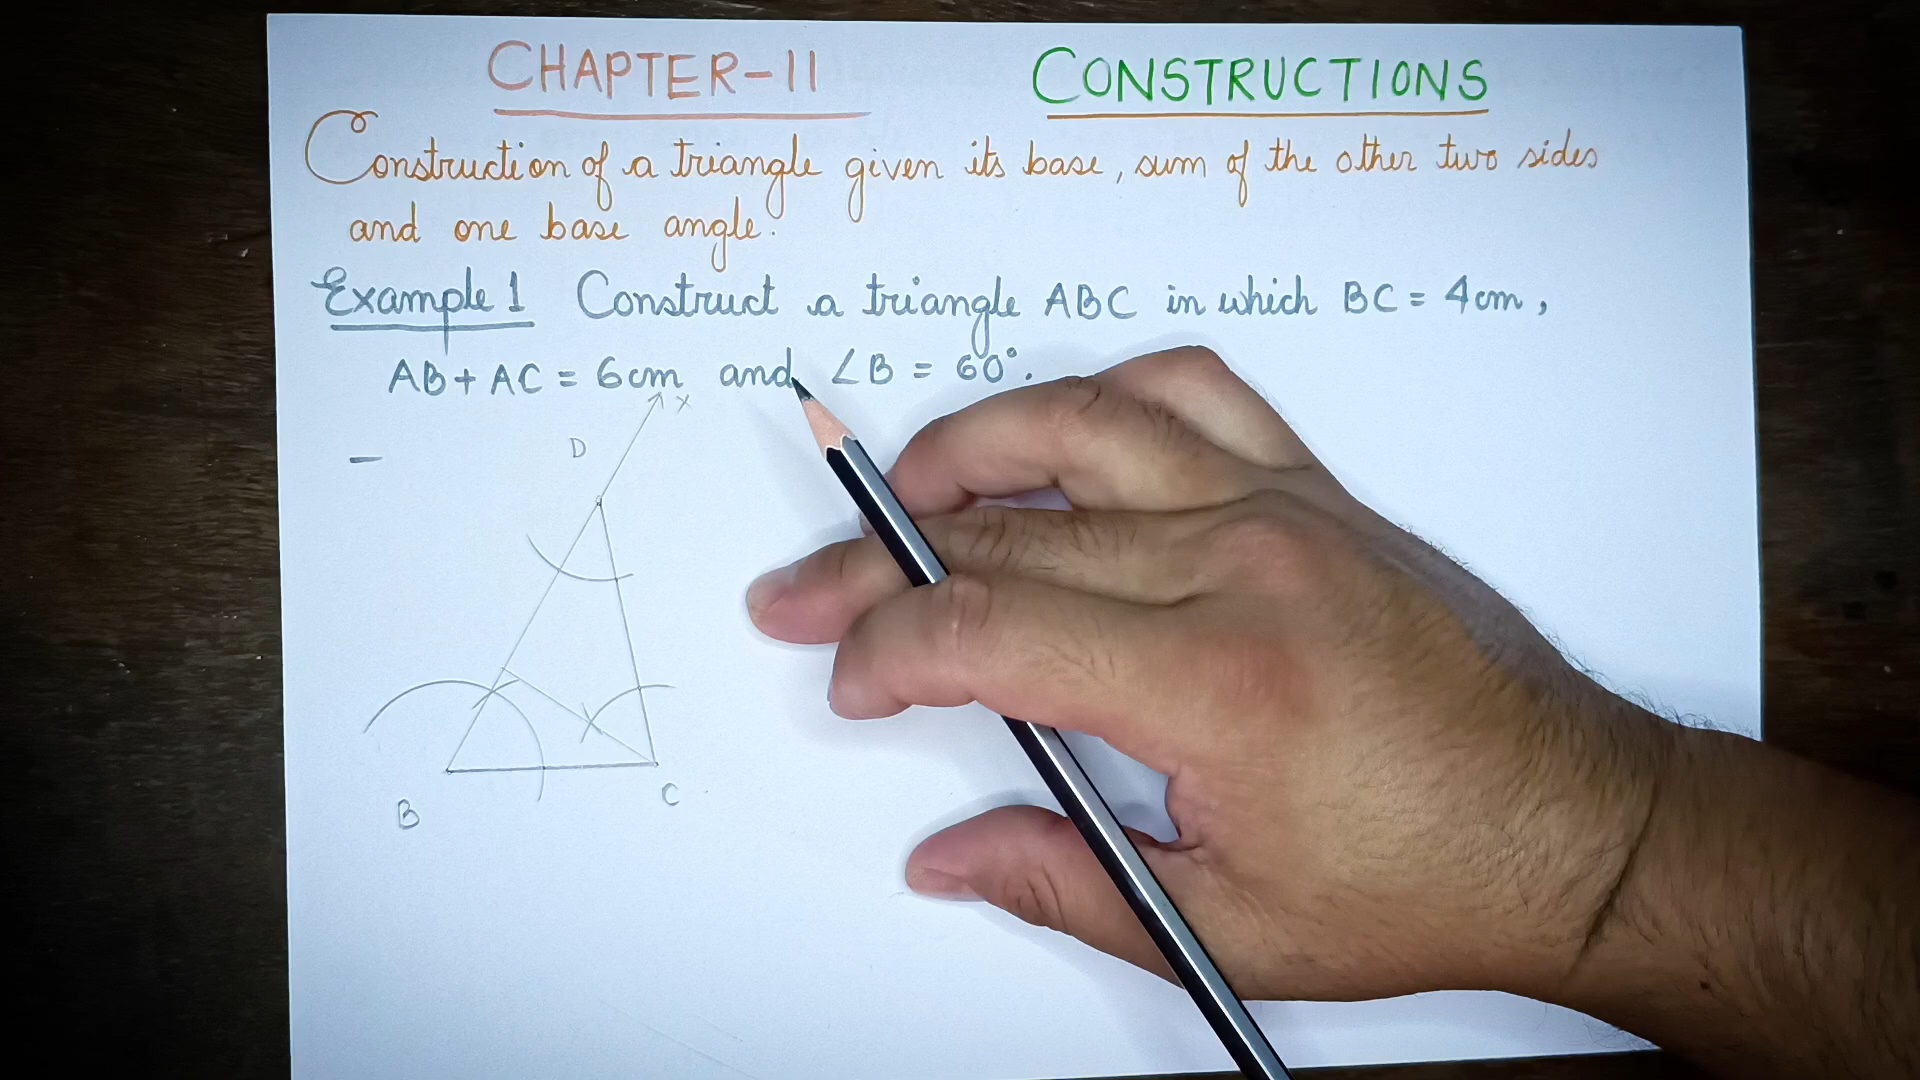 CHAPTER-11 CONSTRUCTIONS
Construction of a triangle given its base, sum of the other two sides
and one base angle.
Example 1 Construct a triangle ABC in which BC = 4cm,
AB + AC = 6cm and ∠B = 60°.
X
D
B
C